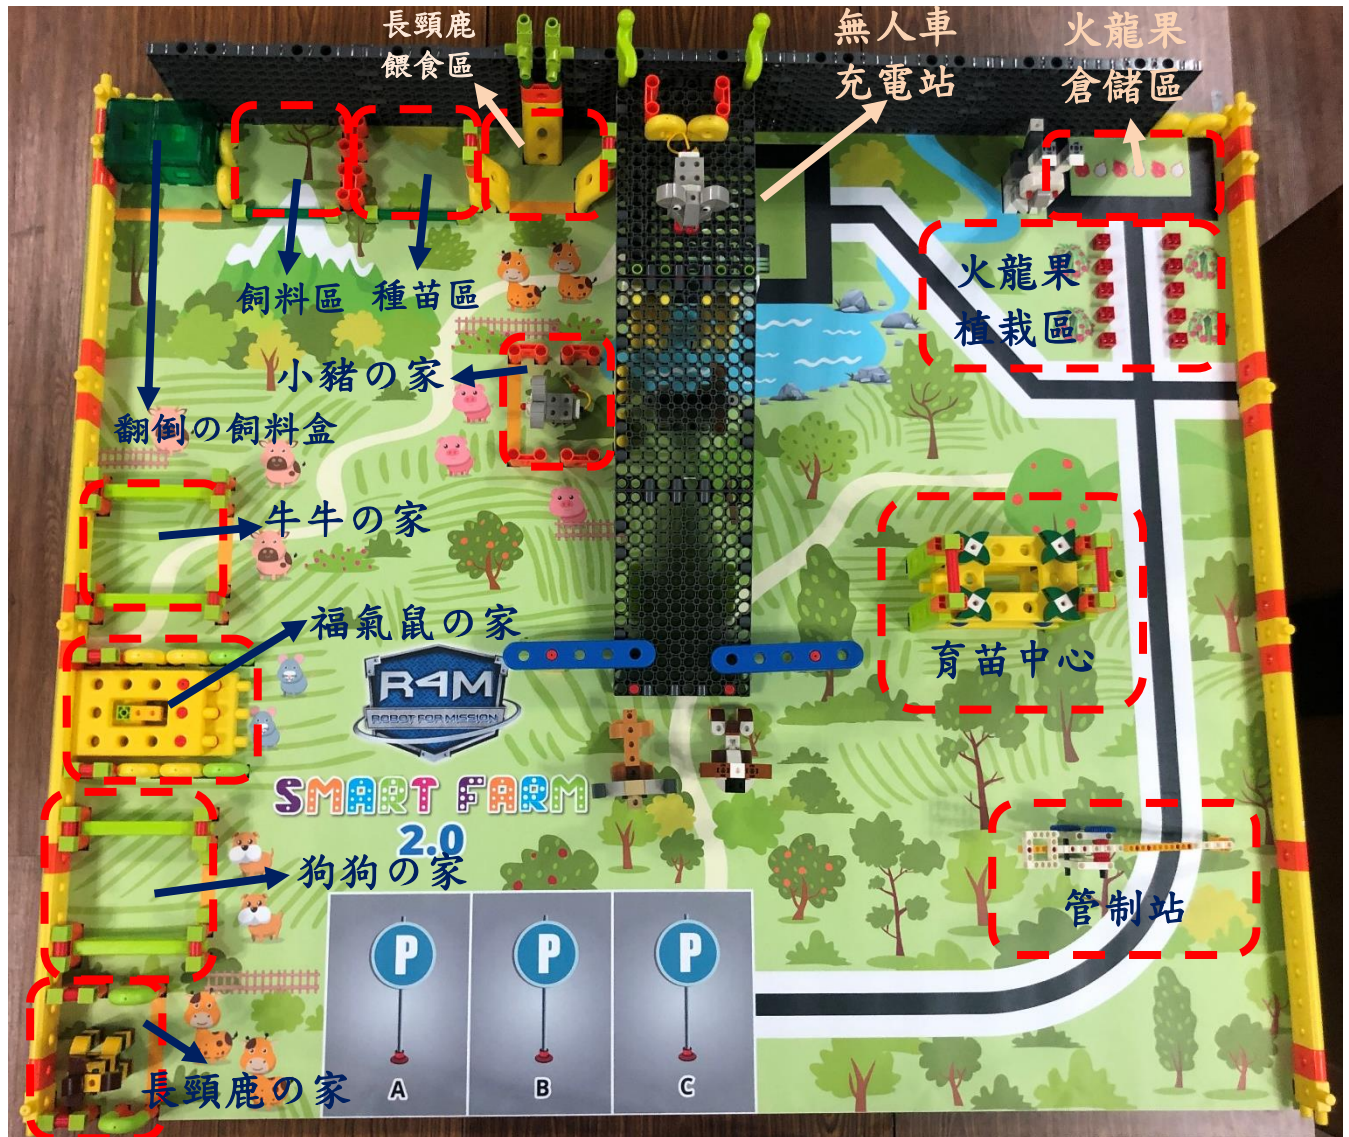 長頸鹿
餵食區
無人車
充電站
火龍果
倉儲區
飼料區
種苗區
火龍果
植栽區
小豬の家
翻倒の飼料盒
牛牛の家
福氣鼠の家
育苗中心
R4M
ROBOT FOR MISSION
SMART FARM
2.0
狗狗の家
管制站
P
P
P
A
B
C
長頸鹿の家